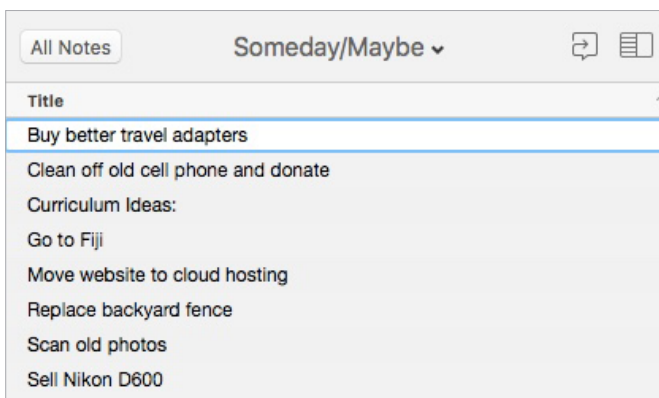 All Notes Someday/Maybe
Title
Buy better travel adapters
Clean off old cell phone and donate
Curriculum Ideas:
Go to Fiji
Move website to cloud hosting
Replace backyard fence
Scan old photos
Sell Nikon D600